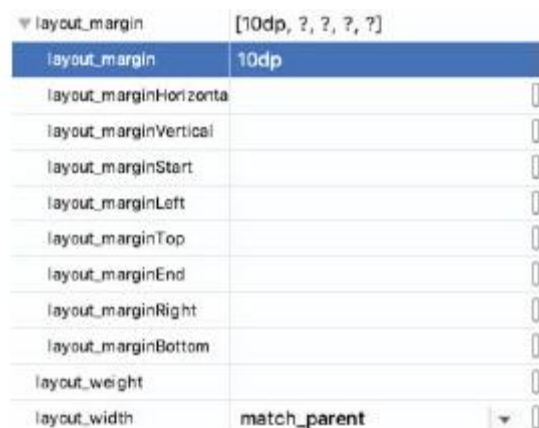 layout_margin [10dp, ?, ?, ?, ?]
layout_margin 10dp
layout_marginHorizonta
layout_marginVertical
layout_marginStart
layout_marginLeft
layout_marginTop
layout_marginEnd
layout_marginRight
layout_marginBottom
layout_weight
layout_width match_parent